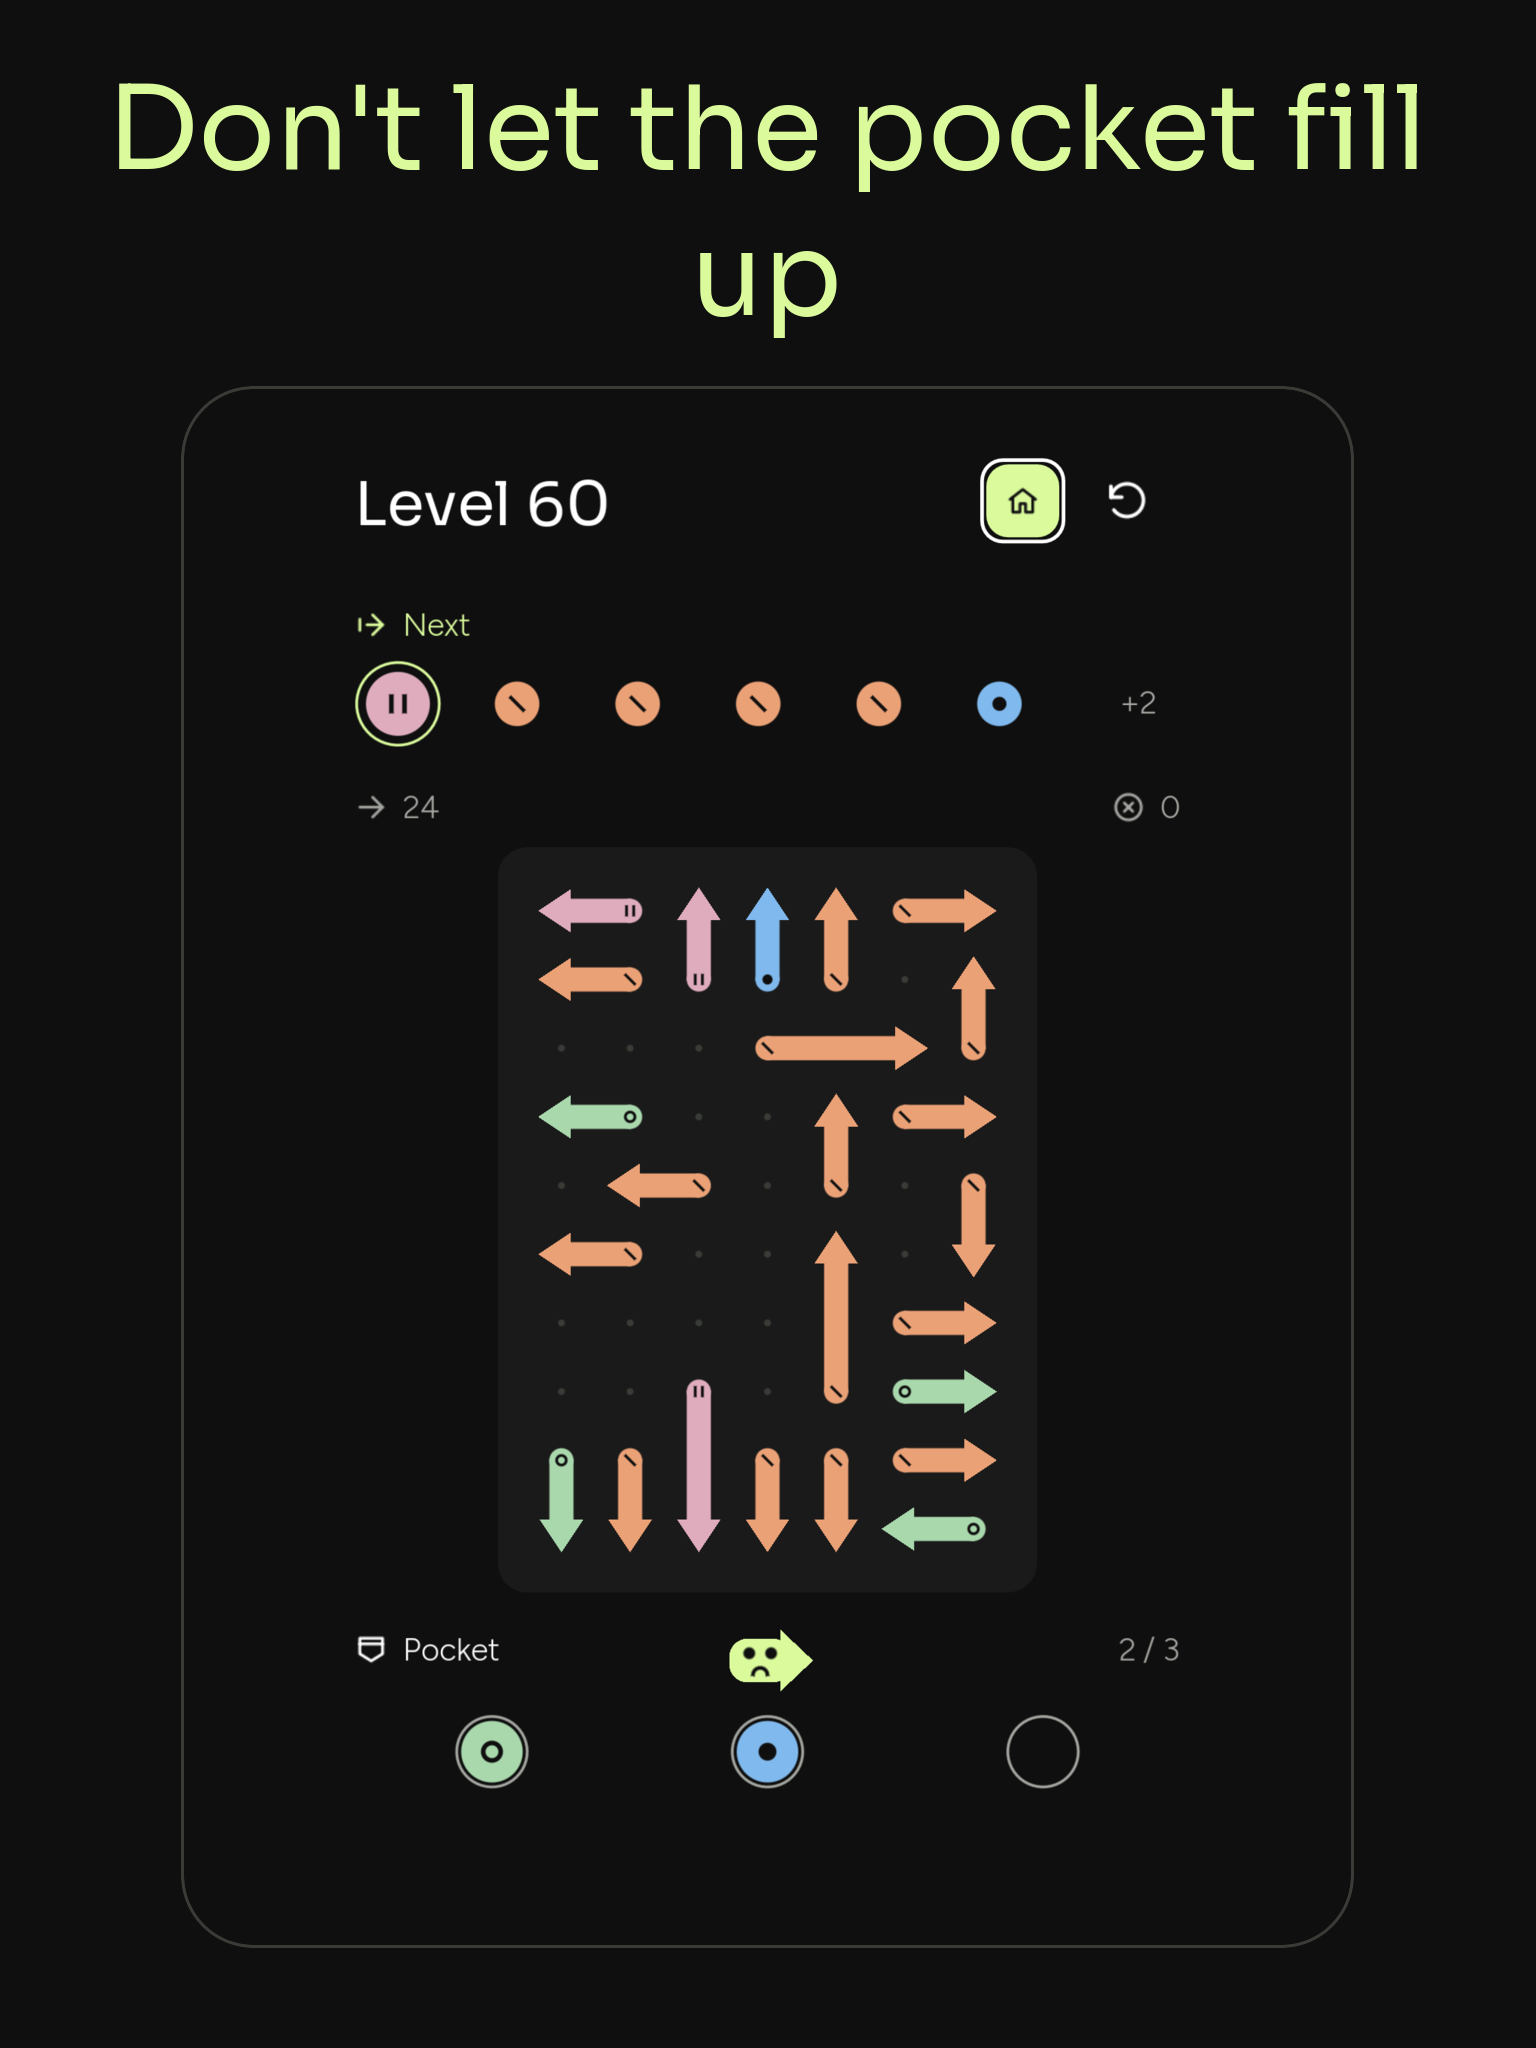 Don't let the pocket fill
up
Level 60
Next
+2
24
0
Pocket
2 / 3